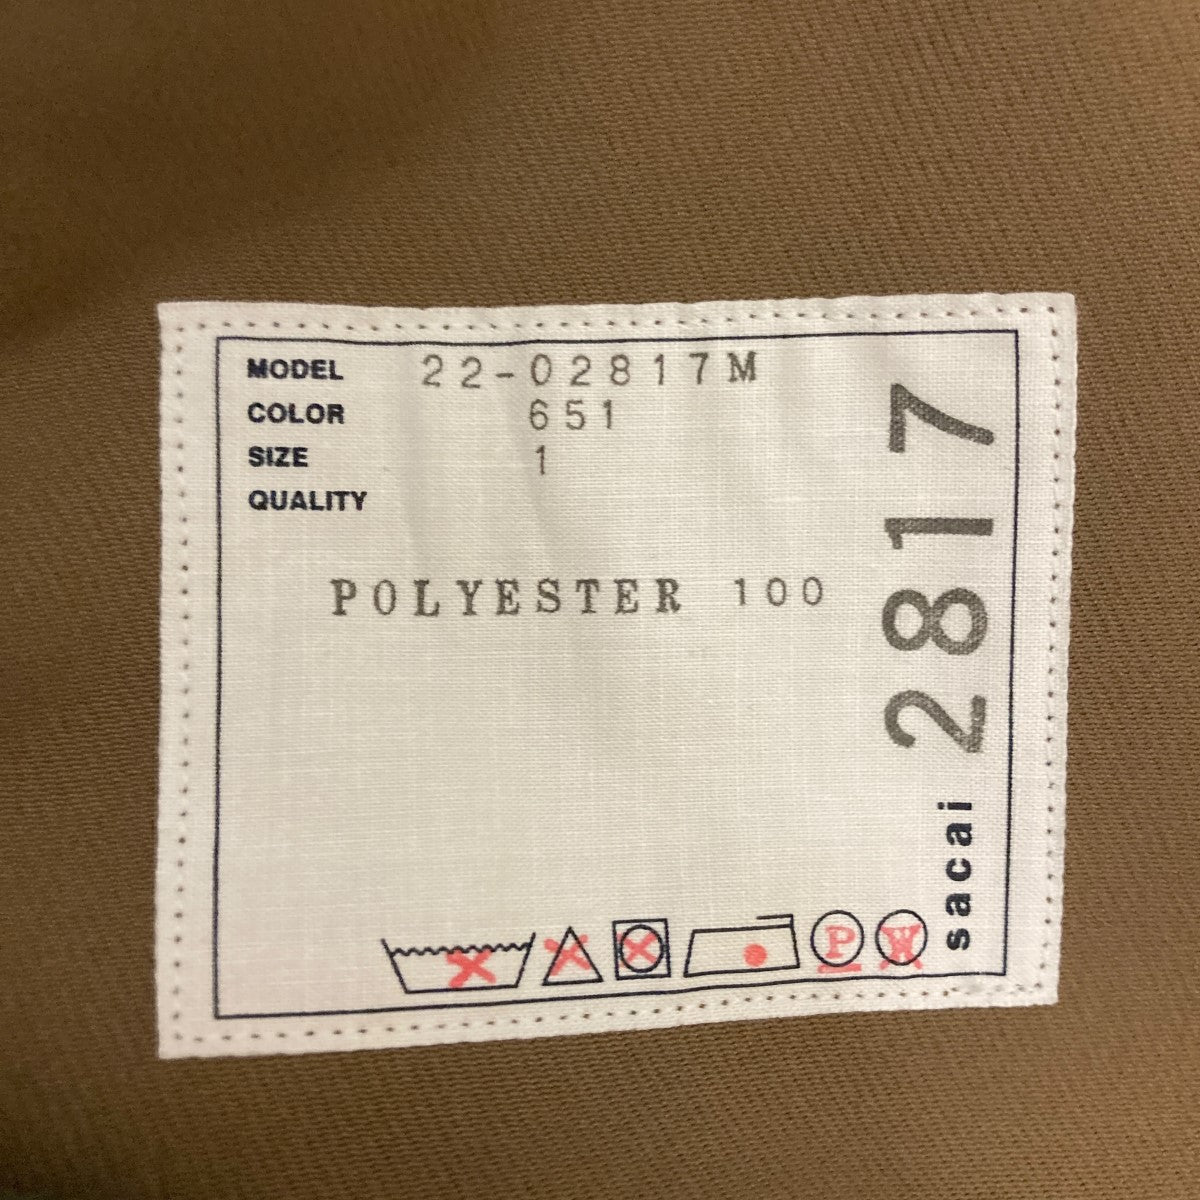 MODEL 22-02817M
COLOR 651
SIZE 1
QUALITY
POLYESTER 100
sacai 2817
P W